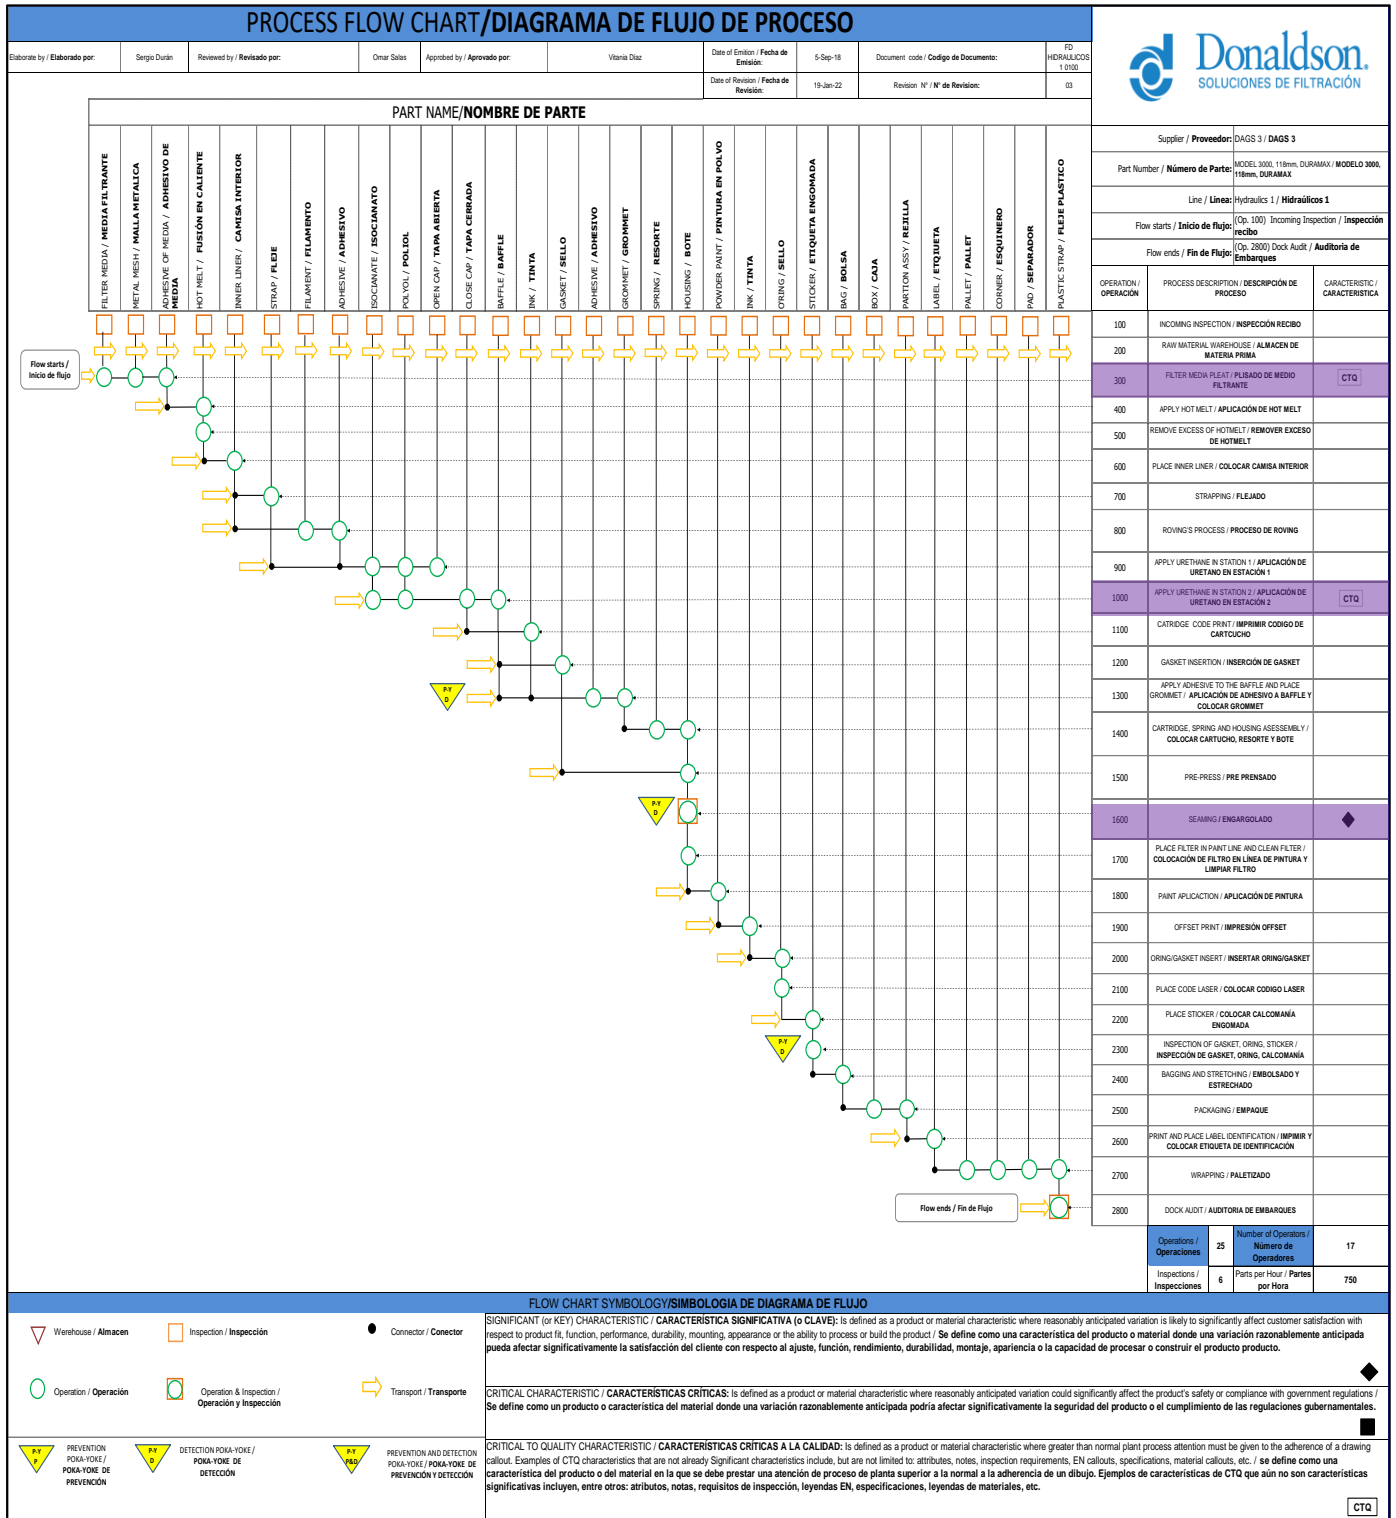 PROCESS FLOW CHART/DIAGRAMA DE FLUJO DE PROCESO
Elaborate by / Elaborado por:
Sergio Durán
Reviewed by / Revisado por:
Omar Salas
Approbed by / Aprovado por:
Vitania Diaz
Date of Emition / Fecha de
Emisión:
5-Sep-18
Document code / Codigo de Documento:
FD
HIDRAULICOS
1 0100
Date of Revision / Fecha de
Revisión:
19-Jan-22
Revision N° / N° de Revision:
03
Donaldson.
SOLUCIONES DE FILTRACIÓN
PART NAME/NOMBRE DE PARTE
Supplier / Proveedor:
DAGS 3 / DAGS 3
Part Number / Número de Parte:
MODEL 3000, 118mm, DURAMAX / MODELO 3000,
118mm, DURAMAX
Line / Línea:
Hydraulics 1 / Hidraúlicos 1
Flow starts / Inicio de flujo:
(Op. 100) Incoming Inspection / Inspección
recibo
Flow ends / Fin de Flujo:
(Op. 2800) Dock Audit / Auditoria de
Embarques
FILTER MEDIA / MEDIA FILTRANTE
METAL MESH / MALLA METALICA
ADHESIVE OF MEDIA / ADHESIVO DE
MEDIA
HOT MELT / FUSIÓN EN CALIENTE
INNER LINER / CAMISA INTERIOR
STRAP / FLEJE
FILAMENT / FILAMENTO
ADHESIVE / ADHESIVO
ISOCIANATE / ISOCIANATO
POLYOL / POLIOL
OPEN CAP / TAPA ABIERTA
CLOSE CAP / TAPA CERRADA
BAFFLE / BAFFLE
INK / TINTA
GASKET / SELLO
ADHESIVE / ADHESIVO
GROMMET / GROMMET
SPRING / RESORTE
HOUSING / BOTE
POWDER PAINT / PINTURA EN POLVO
INK / TINTA
O'RING / SELLO
STICKER / ETIQUETA ENGOMADA
BAG / BOLSA
BOX / CAJA
PARTION ASSY / REJILLA
LABEL / ETIQUETA
PALLET / PALLET
CORNER / ESQUINERO
PAD / SEPARADOR
PLASTIC STRAP / FLEJE PLASTICO
OPERATION /
OPERACIÓN
PROCESS DESCRIPTION / DESCRIPCIÓN DE
PROCESO
CHARACTERISTIC /
CARACTERISTICA
100
INCOMING INSPECTION / INSPECCIÓN RECIBO
200
RAW MATERIAL WAREHOUSE / ALMACEN DE
MATERIA PRIMA
Flow starts /
Inicio de flujo
300
FILTER MEDIA PLEAT / PLISADO DE MEDIO
FILTRANTE
CTQ
400
APPLY HOT MELT / APLICACIÓN DE HOT MELT
500
REMOVE EXCESS OF HOTMELT / REMOVER EXCESO
DE HOTMELT
600
PLACE INNER LINER / COLOCAR CAMISA INTERIOR
700
STRAPPING / FLEJADO
800
ROVING'S PROCESS / PROCESO DE ROVING
900
APPLY URETHANE IN STATION 1 / APLICACIÓN DE
URETANO EN ESTACIÓN 1
1000
APPLY URETHANE IN STATION 2 / APLICACIÓN DE
URETANO EN ESTACIÓN 2
CTQ
1100
CATRIDGE CODE PRINT / IMPRIMIR CODIGO DE
CARTCUCHO
1200
GASKET INSERTION / INSERCIÓN DE GASKET
P-Y
D
1300
APPLY ADHESIVE TO THE BAFFLE AND PLACE
GROMMET / APLICACIÓN DE ADHESIVO A BAFFLE Y
COLOCAR GROMMET
1400
CARTRIDGE, SPRING AND HOUSING ASESSEMBLY /
COLOCAR CARTUCHO, RESORTE Y BOTE
1500
PRE-PRESS / PRE PRENSADO
P-Y
D
1600
SEAMING / ENGARGOLADO
1700
PLACE FILTER IN PAINT LINE AND CLEAN FILTER /
COLOCACIÓN DE FILTRO EN LÍNEA DE PINTURA Y
LIMPIAR FILTRO
1800
PAINT APLICACTION / APLICACIÓN DE PINTURA
1900
OFFSET PRINT / IMPRESIÓN OFFSET
2000
ORING/GASKET INSERT / INSERTAR ORING/GASKET
2100
PLACE CODE LASER / COLOCAR CODIGO LASER
2200
PLACE STICKER / COLOCAR CALCOMANÍA
ENGOMADA
P-Y
D
2300
INSPECTION OF GASKET, ORING, STICKER /
INSPECCIÓN DE GASKET, ORING, CALCOMANÍA
2400
BAGGING AND STRETCHING / EMBOLSADO Y
ESTRECHADO
2500
PACKAGING / EMPAQUE
2600
PRINT AND PLACE LABEL IDENTIFICATION / IMPIMIR Y
COLOCAR ETIQUETA DE IDENTIFICACIÓN
2700
WRAPPING / PALETIZADO
Flow ends / Fin de Flujo
2800
DOCK AUDIT / AUDITORIA DE EMBARQUES
Operations /
Operaciones
25
Number of Operators /
Número de
Operadores
17
Inspections /
Inspecciones
6
Parts per Hour / Partes
por Hora
750
FLOW CHART SYMBOLOGY/SIMBOLOGIA DE DIAGRAMA DE FLUJO
Werehouse / Almacen
Inspection / Inspección
Connector / Conector
Operation / Operación
Operation & Inspection /
Operación y Inspección
Transport / Transporte
P-Y
P
PREVENTION
POKA-YOKE /
POKA-YOKE DE
PREVENCIÓN
P-Y
D
DETECTION POKA-YOKE /
POKA-YOKE DE
DETECCIÓN
P-Y
P&D
PREVENTION AND DETECTION
POKA-YOKE / POKA-YOKE DE
PREVENCIÓN Y DETECCIÓN
SIGNIFICANT (or KEY) CHARACTERISTIC / CARACTERÍSTICA SIGNIFICATIVA (o CLAVE): Is defined as a product or material characteristic where reasonably anticipated variation is likely to significantly affect customer satisfaction with
respect to product fit, function, performance, durability, mounting, appearance or the ability to process or build the product / Se define como una característica del producto o material donde una variación razonablemente anticipada
pueda afectar significativamente la satisfacción del cliente con respecto al ajuste, función, rendimiento, durabilidad, montaje, apariencia o la capacidad de procesar o construir el producto producto.
CRITICAL CHARACTERISTIC / CARACTERÍSTICAS CRÍTICAS: Is defined as a product or material characteristic where reasonably anticipated variation could significantly affect the product's safety or compliance with government regulations /
Se define como un producto o característica del material donde una variación razonablemente anticipada podría afectar significativamente la seguridad del producto o el cumplimiento de las regulaciones gubernamentales.
CRITICAL TO QUALITY CHARACTERISTIC / CARACTERÍSTICAS CRÍTICAS A LA CALIDAD: Is defined as a product or material characteristic where greater than normal plant process attention must be given to the adherence of a drawing
callout. Examples of CTQ characteristics that are not already Significant characteristics include, but are not limited to: attributes, notes, inspection requirements, EN callouts, specifications, material callouts, etc. / se define como una
característica del producto o del material en la que se debe prestar una atención de proceso de planta superior a la normal a la adherencia de un dibujo. Ejemplos de características de CTQ que aún no son características
significativas incluyen, entre otros: atributos, notas, requisitos de inspección, leyendas EN, especificaciones, leyendas de materiales, etc.
CTQ